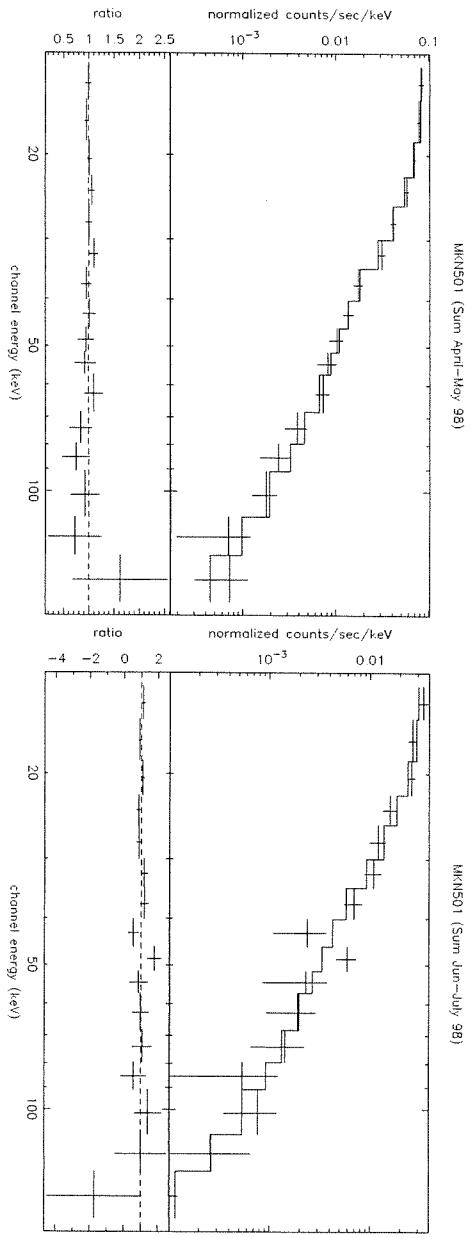 MKN501 (Sum April-May 98)
normalized counts/sec/keV
10⁻³ 0.01 0.1
ratio
0.5 1 1.5 2 2.5
20 50 100
channel energy (keV)
MKN501 (Sum Jun-July 98)
normalized counts/sec/keV
10⁻³ 0.01
ratio
-4 -2 0 2
20 50 100
channel energy (keV)